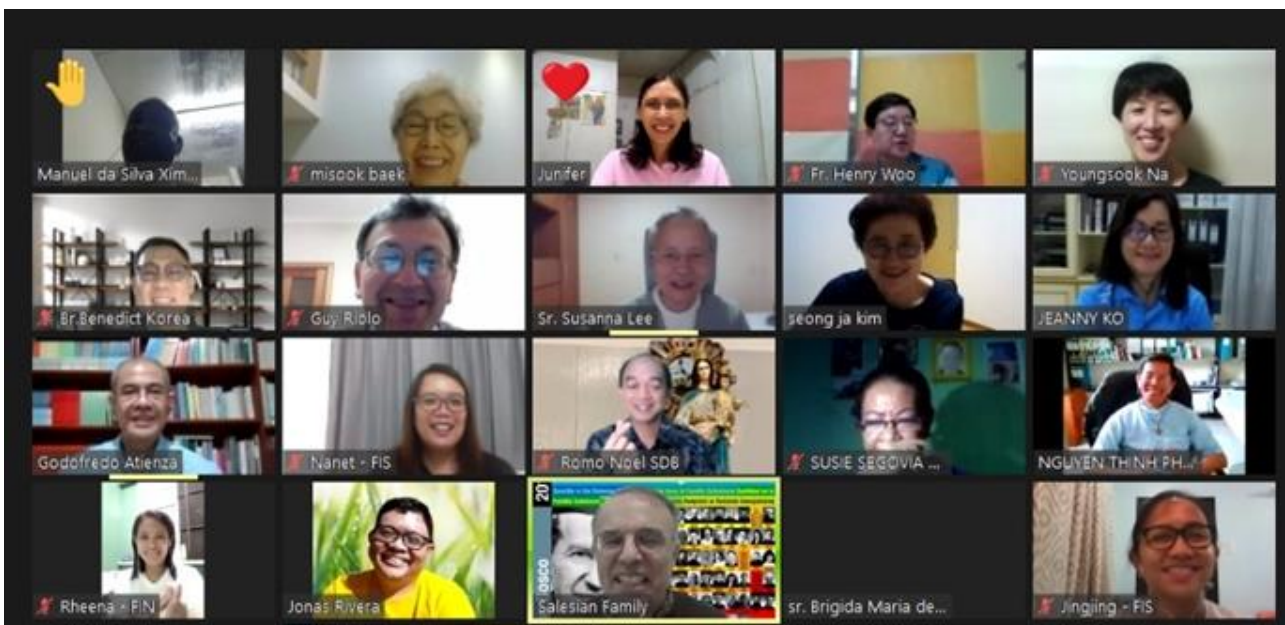 Manuel da Silva Xim...
misook baek
Junifer
Fr. Henry Woo
Youngsook Na
Br.Benedict Korea
Guy Riolo
Sr. Susanna Lee
seong ja kim
JEANNY KO
Godofredo Atienza
Nanet - FIS
Romo Noel SDB
SUSIE SEGOVIA ...
NGUYEN THINH PH...
Rheena - FIN
Jonas Rivera
20
OSCO
Salesian Family
sr. Brigida Maria de...
Jingjing - FIS